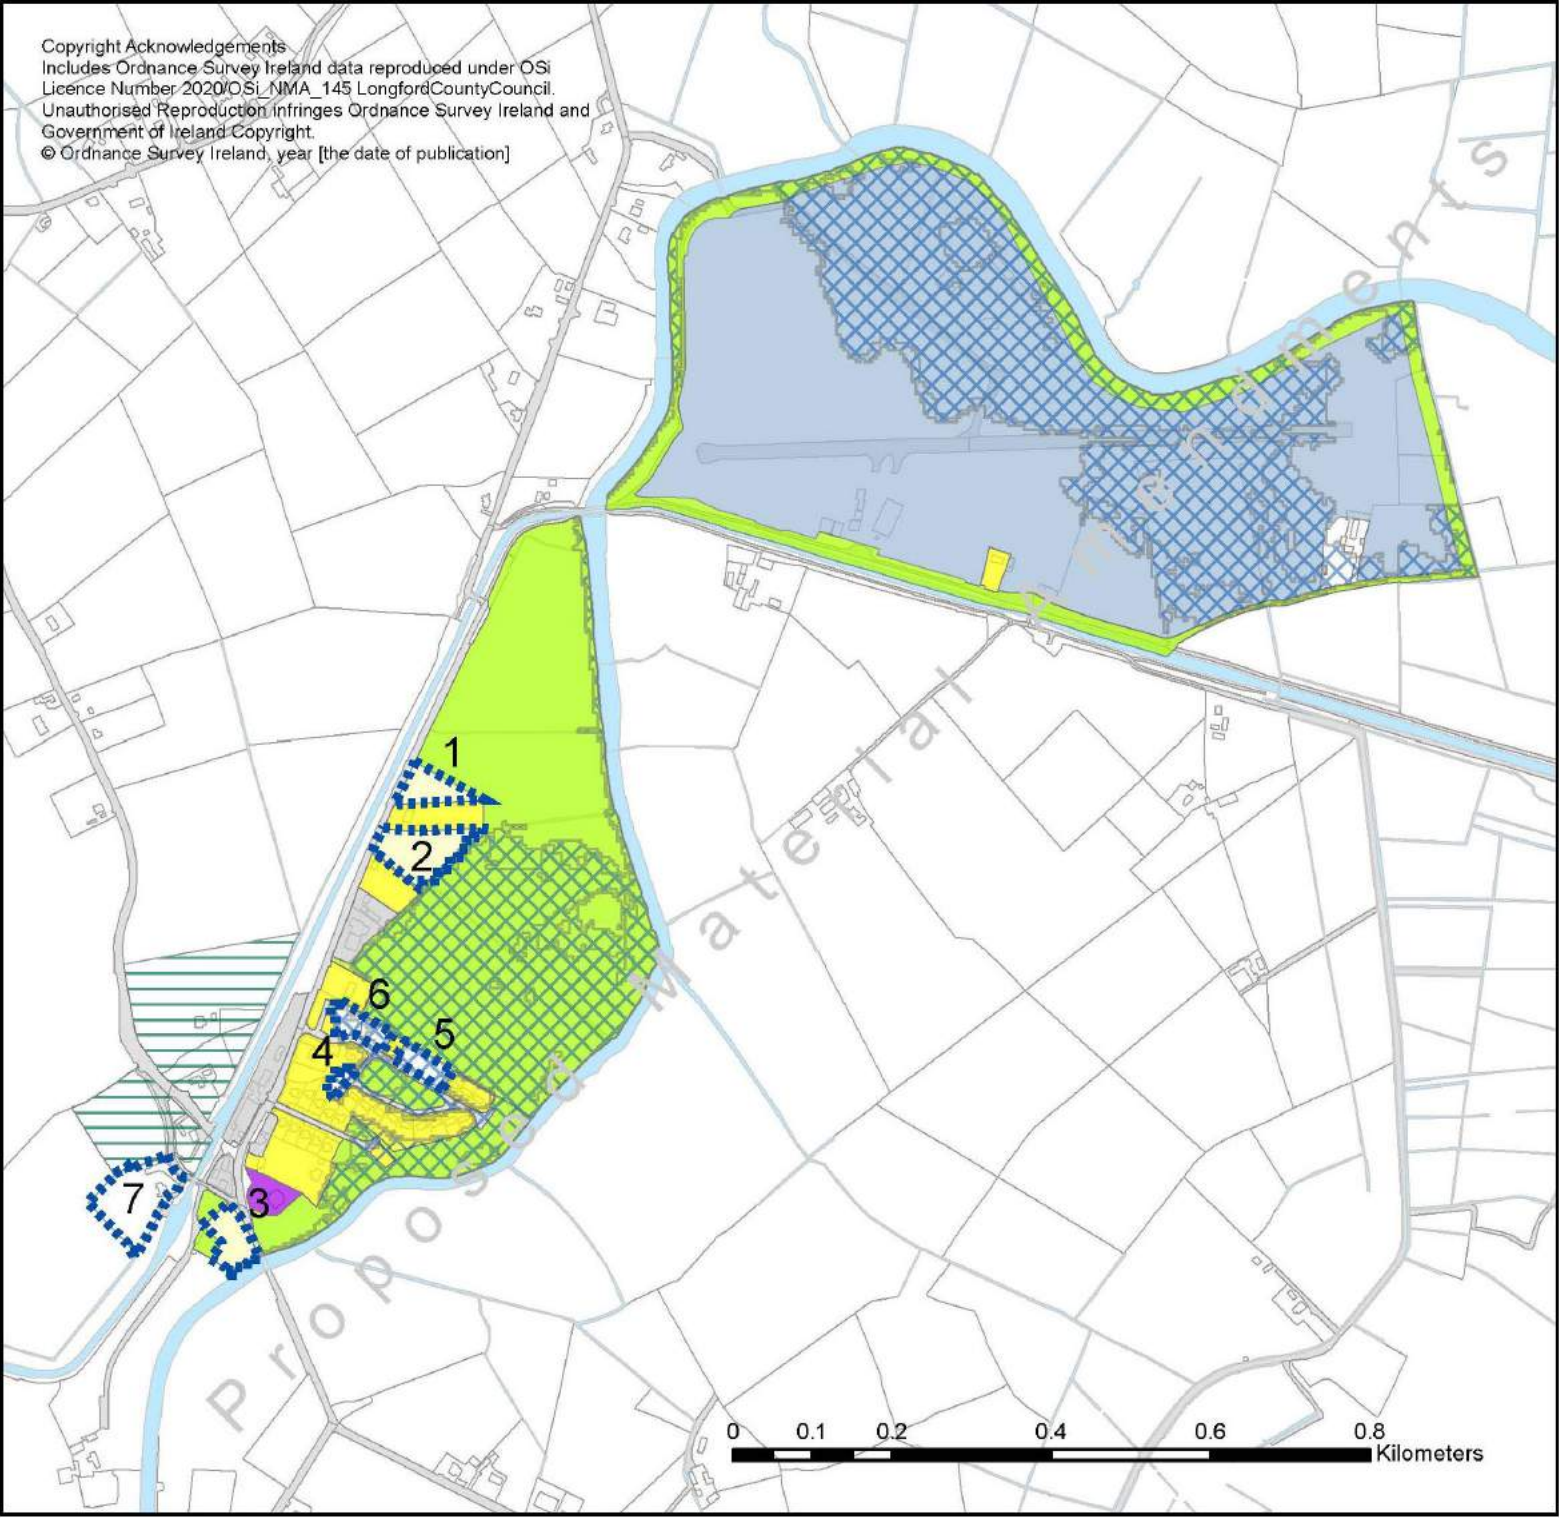 Copyright Acknowledgements
Includes Ordnance Survey Ireland data reproduced under OSi
Licence Number 2020/OSi_NMA_145 LongfordCountyCouncil.
Unauthorised Reproduction infringes Ordnance Survey Ireland and
Government of Ireland Copyright.
© Ordnance Survey Ireland, year [the date of publication]
Proposed Material Amendments
1
2
6
5
4
7
3
0 0.1 0.2 0.4 0.6 0.8
Kilometers